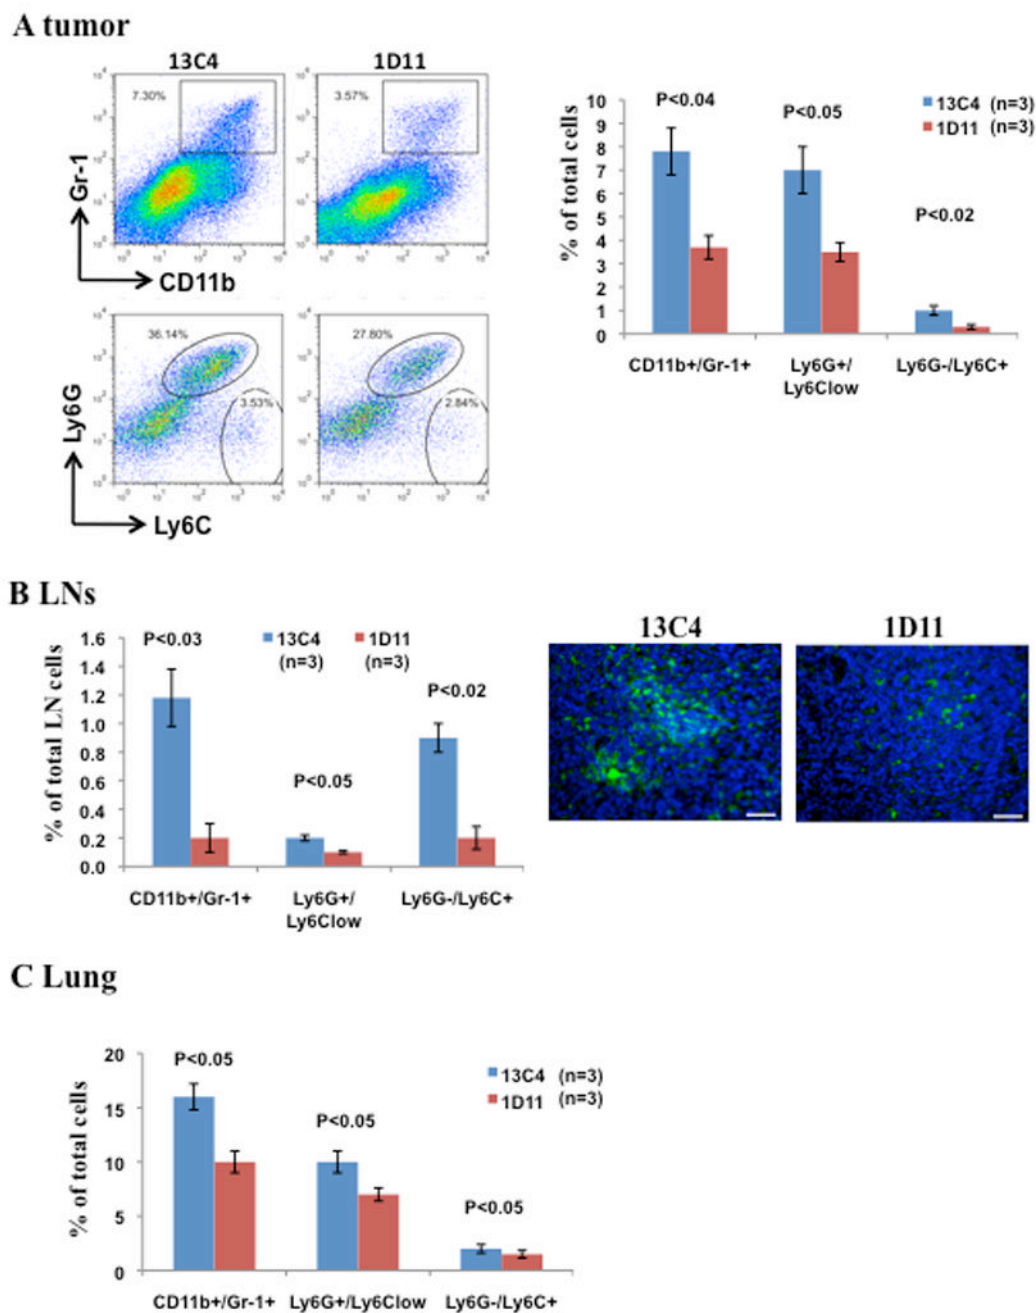 A tumor
13C4
1D11
7.30%
3.57%
Gr-1
CD11b
36.14%
3.53%
27.80%
2.84%
Ly6G
Ly6C
% of total cells
10
9
8
7
6
5
4
3
2
1
0
P<0.04
P<0.05
P<0.02
13C4 (n=3)
1D11 (n=3)
CD11b+/Gr-1+
Ly6G+/
Ly6Clow
Ly6G-/Ly6C+
B LNs
% of total LN cells
1.6
1.4
1.2
1.0
0.8
0.6
0.4
0.2
0.0
P<0.03
P<0.05
P<0.02
13C4
(n=3)
1D11
(n=3)
CD11b+/Gr-1+
Ly6G+/
Ly6Clow
Ly6G-/Ly6C+
13C4
1D11
C Lung
% of total cells
20
15
10
5
0
P<0.05
P<0.05
P<0.05
13C4 (n=3)
1D11 (n=3)
CD11b+/Gr-1+
Ly6G+/Ly6Clow
Ly6G-/Ly6C+